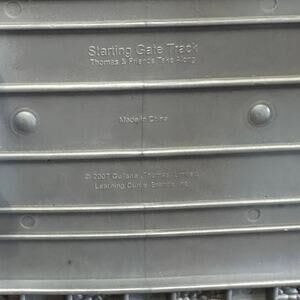 Starting Gate Track
Thomas & Friends Take Along
Made in China
© 2007 Gullane (Thomas) Limited
Learning Curve Brands, Inc.